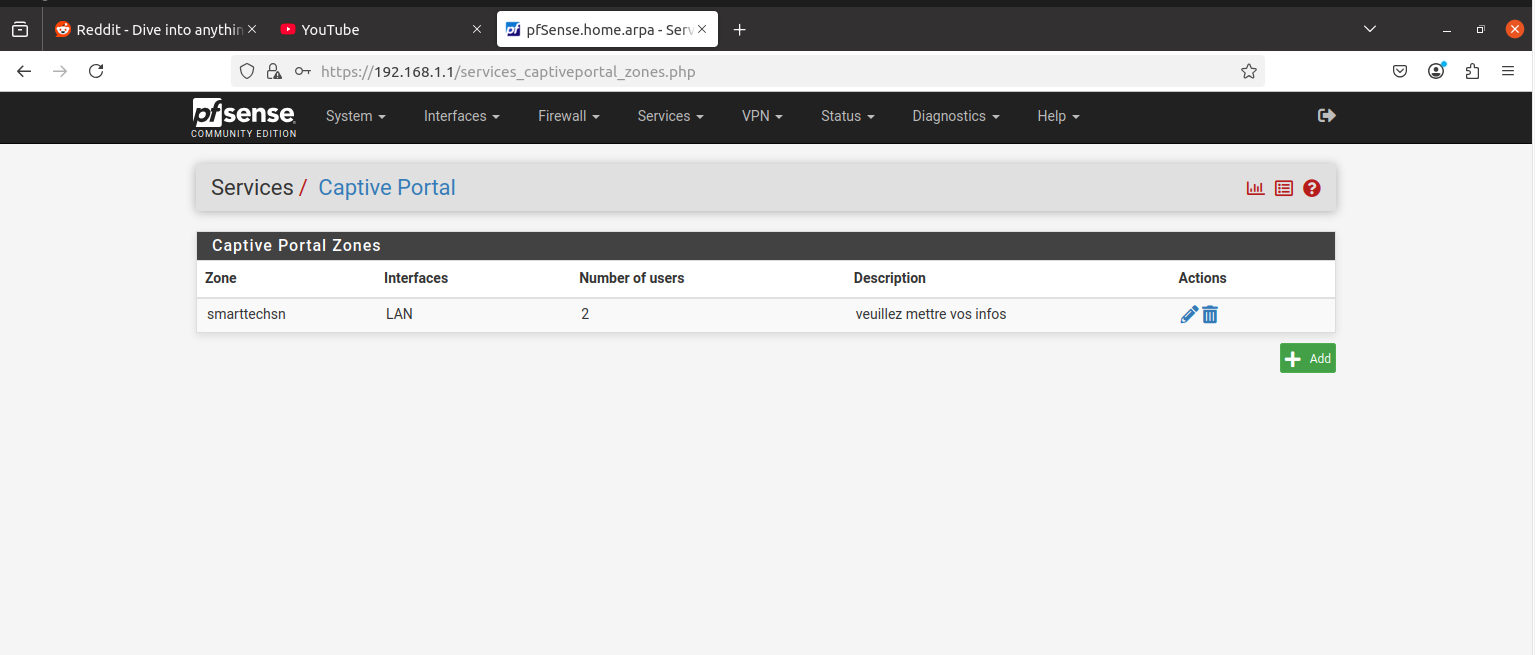 Reddit - Dive into anythin
YouTube
pfSense.home.arpa - Serv
https://192.168.1.1/services_captiveportal_zones.php
pfsense
COMMUNITY EDITION
System Interfaces Firewall Services VPN Status Diagnostics Help
Services / Captive Portal
Captive Portal Zones
Zone Interfaces Number of users Description Actions
smarttechsn LAN 2 veuillez mettre vos infos
Add